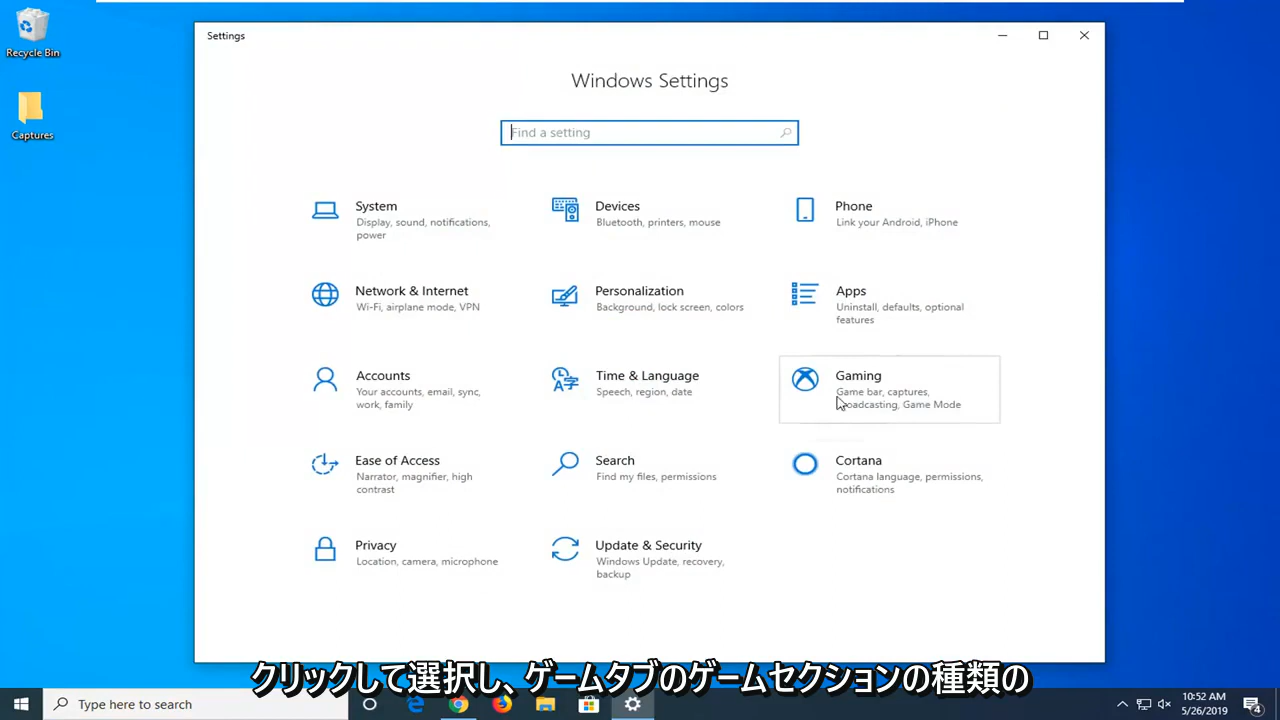 Recycle Bin
Captures
Settings
Windows Settings
Find a setting
System
Display, sound, notifications,
power
Devices
Bluetooth, printers, mouse
Phone
Link your Android, iPhone
Network & Internet
Wi-Fi, airplane mode, VPN
Personalization
Background, lock screen, colors
Apps
Uninstall, defaults, optional
features
Accounts
Your accounts, email, sync,
work, family
Time & Language
Speech, region, date
Gaming
Game bar, captures,
broadcasting, Game Mode
Ease of Access
Narrator, magnifier, high
contrast
Search
Find my files, permissions
Cortana
Cortana language, permissions,
notifications
Privacy
Location, camera, microphone
Update & Security
Windows Update, recovery,
backup
クリックして選択し、ゲームタブのゲームセクションの種類の
Type here to search
10:52 AM
5/26/2019
4